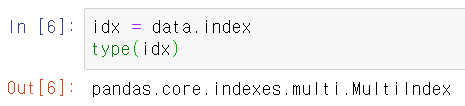 In [6]: idx = data.index
type(idx)
Out[6]: pandas.core.indexes.multi.MultiIndex